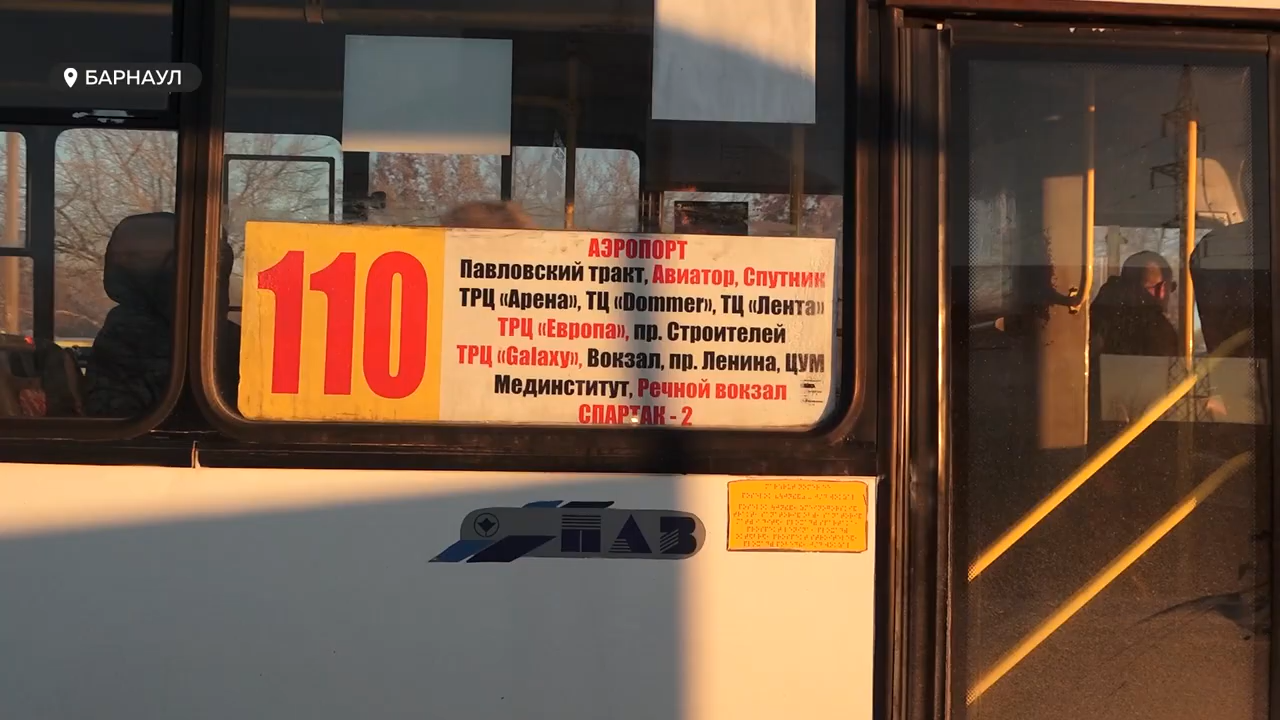 БАРНАУЛ
110
АЭРОПОРТ
Павловский тракт, Авиатор, Спутник
ТРЦ «Арена», ТЦ «Dommer», ТЦ «Лента»
ТРЦ «Европа», пр. Строителей
ТРЦ «Galaxy», Вокзал, пр. Ленина, ЦУМ
Мединститут, Речной вокзал
СПАРТАК - 2
ПАЗ